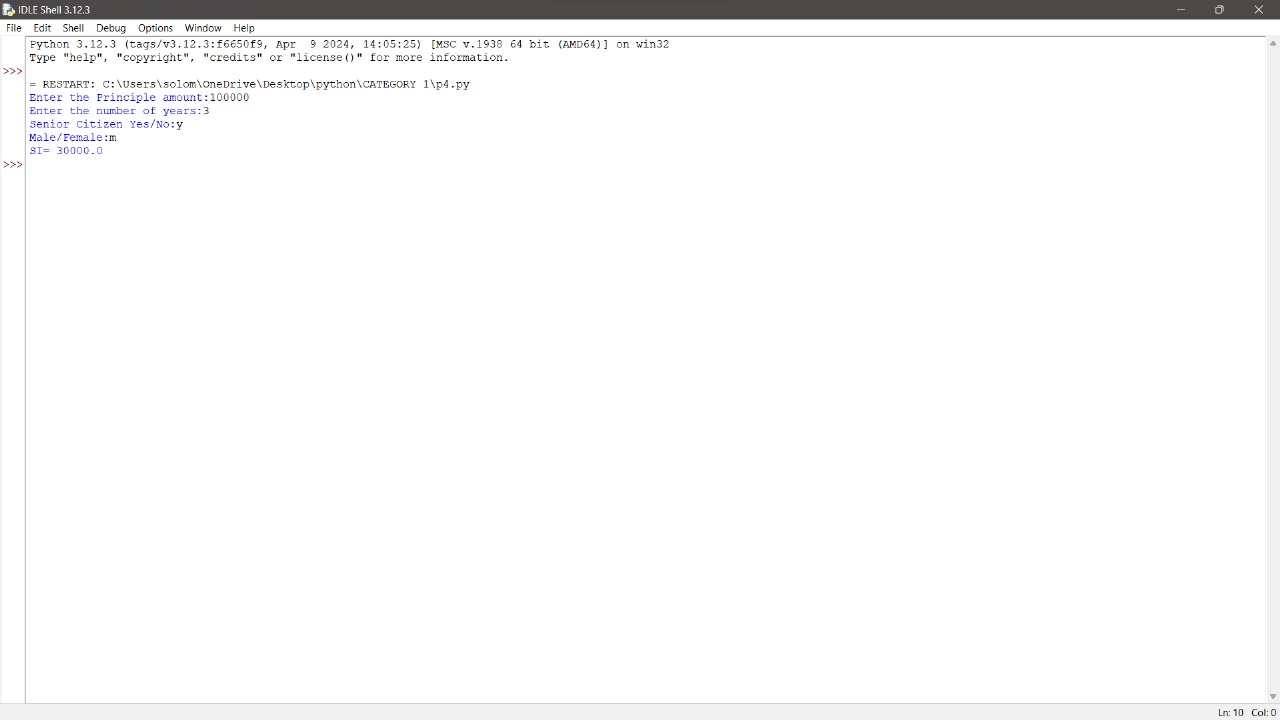 IDLE Shell 3.12.3
File Edit Shell Debug Options Window Help
Python 3.12.3 (tags/v3.12.3:f6650f9, Apr  9 2024, 14:05:25) [MSC v.1938 64 bit (AMD64)] on win32
Type "help", "copyright", "credits" or "license()" for more information.
>>>
= RESTART: C:\Users\solom\OneDrive\Desktop\python\CATEGORY 1\p4.py
Enter the Principle amount:100000
Enter the number of years:3
Senior Citizen Yes/No:y
Male/Female:m
SI= 30000.0
>>>
Ln: 10 Col: 0